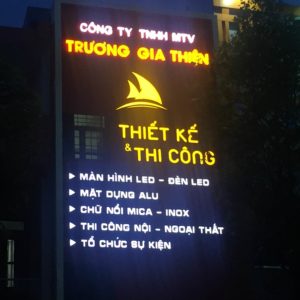 CÔNG TY TNHH MTV
TRƯƠNG GIA THIỆN
THIẾT KẾ
& THI CÔNG
▶ MÀN HÌNH LED - ĐÈN LED
▶ MẶT DỰNG ALU
▶ CHỮ NỔI MICA - INOX
▶ THI CÔNG NỘI - NGOẠI THẤT
▶ TỔ CHỨC SỰ KIỆN